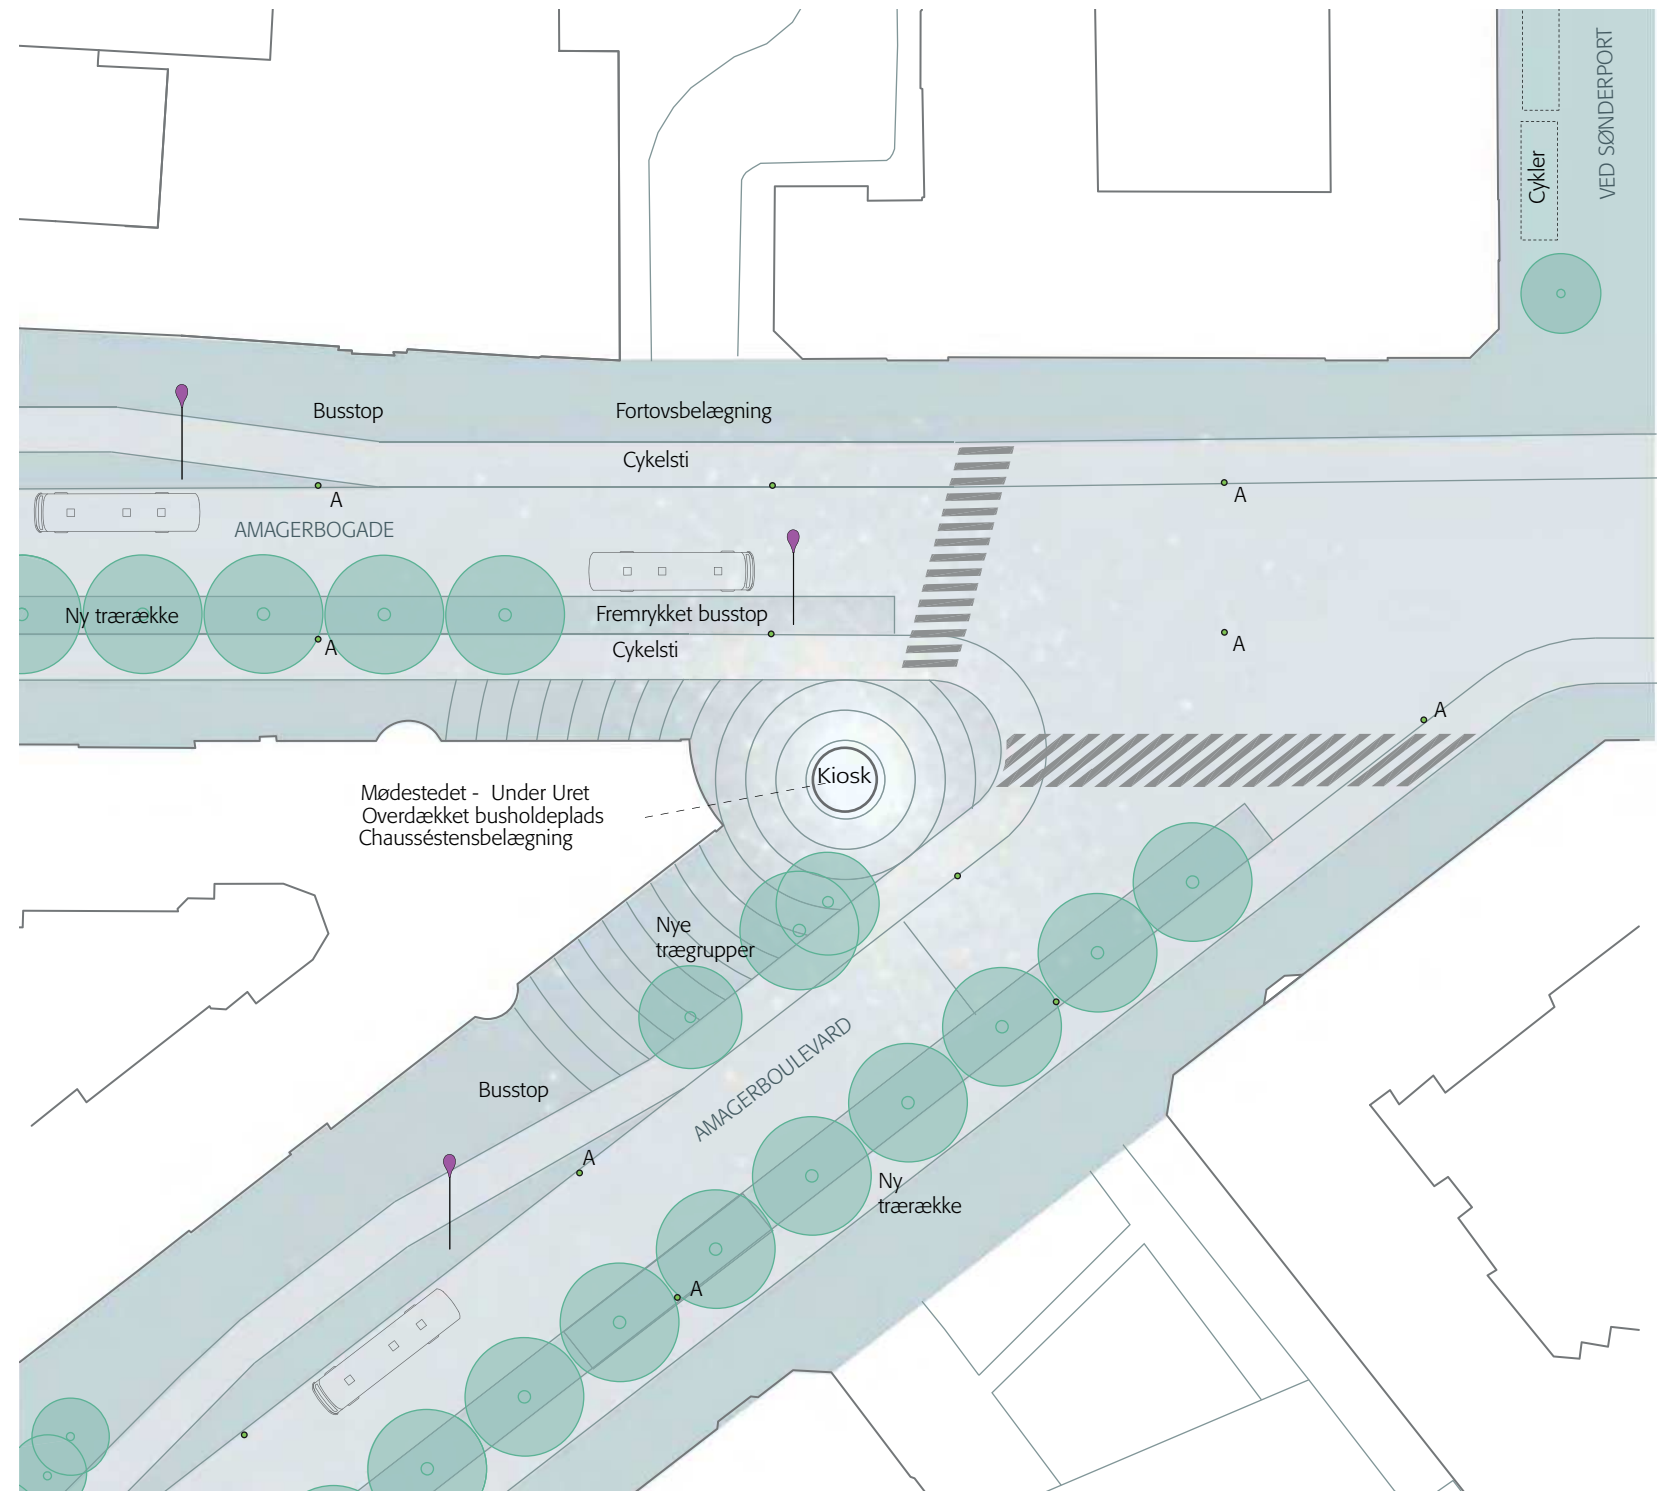 VED SØNDERPORT
Cykler
Busstop
Fortovsbelægning
Cykelsti
A
A
AMAGERBOGADE
Ny trærække
Fremrykket busstop
A
Cykelsti
A
A
Kiosk
Mødestedet - Under Uret
Overdækket busholdeplads
Chausséstensbelægning
Nye
trægrupper
AMAGERBOULEVARD
Busstop
A
Ny
trærække
A